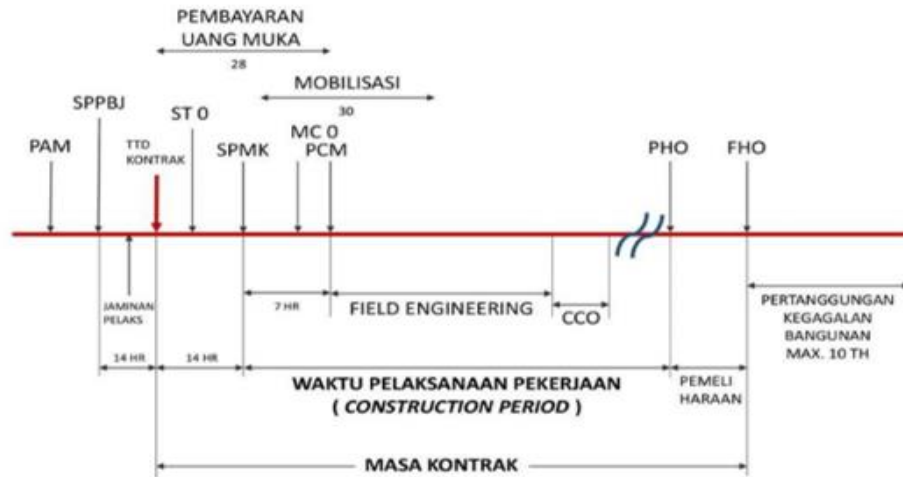 PEMBAYARAN
UANG MUKA
28
MOBILISASI
30
SPPBJ
ST 0
MC 0
PAM
TTD
KONTRAK
SPMK
PCM
PHO
FHO
JAMINAN
PELAKS
7 HR
FIELD ENGINEERING
CCO
PERTANGGUNGAN
KEGAGALAN
BANGUNAN
MAX. 10 TH
14 HR
14 HR
WAKTU PELAKSANAAN PEKERJAAN
( CONSTRUCTION PERIOD )
PEMELI
HARAAN
MASA KONTRAK